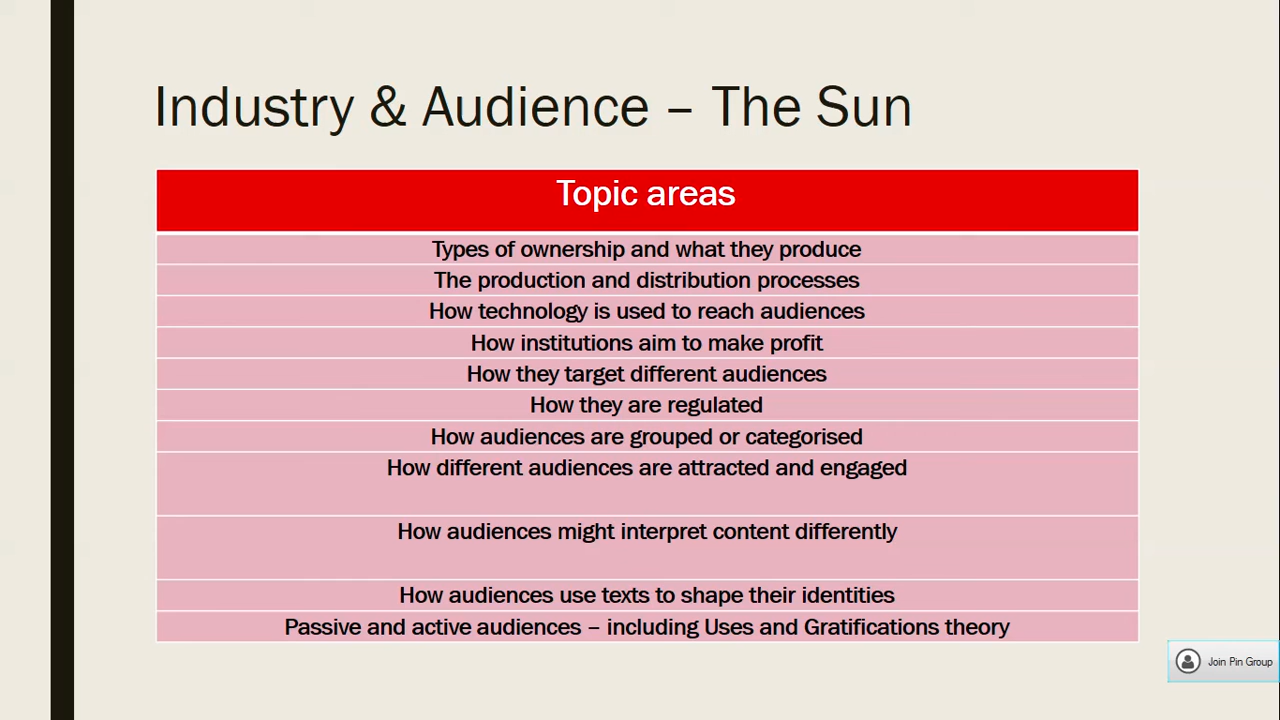 Industry & Audience – The Sun
Topic areas
Types of ownership and what they produce
The production and distribution processes
How technology is used to reach audiences
How institutions aim to make profit
How they target different audiences
How they are regulated
How audiences are grouped or categorised
How different audiences are attracted and engaged
How audiences might interpret content differently
How audiences use texts to shape their identities
Passive and active audiences – including Uses and Gratifications theory
Join Pin Group